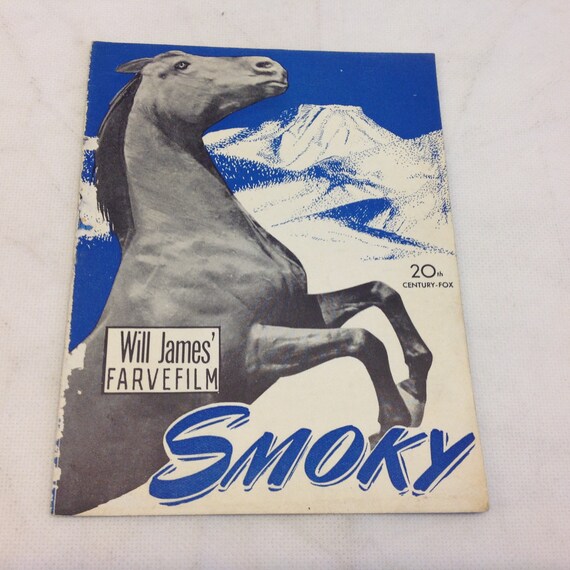 20th
CENTURY-FOX
Will James'
FARVEFILM
SMOKY